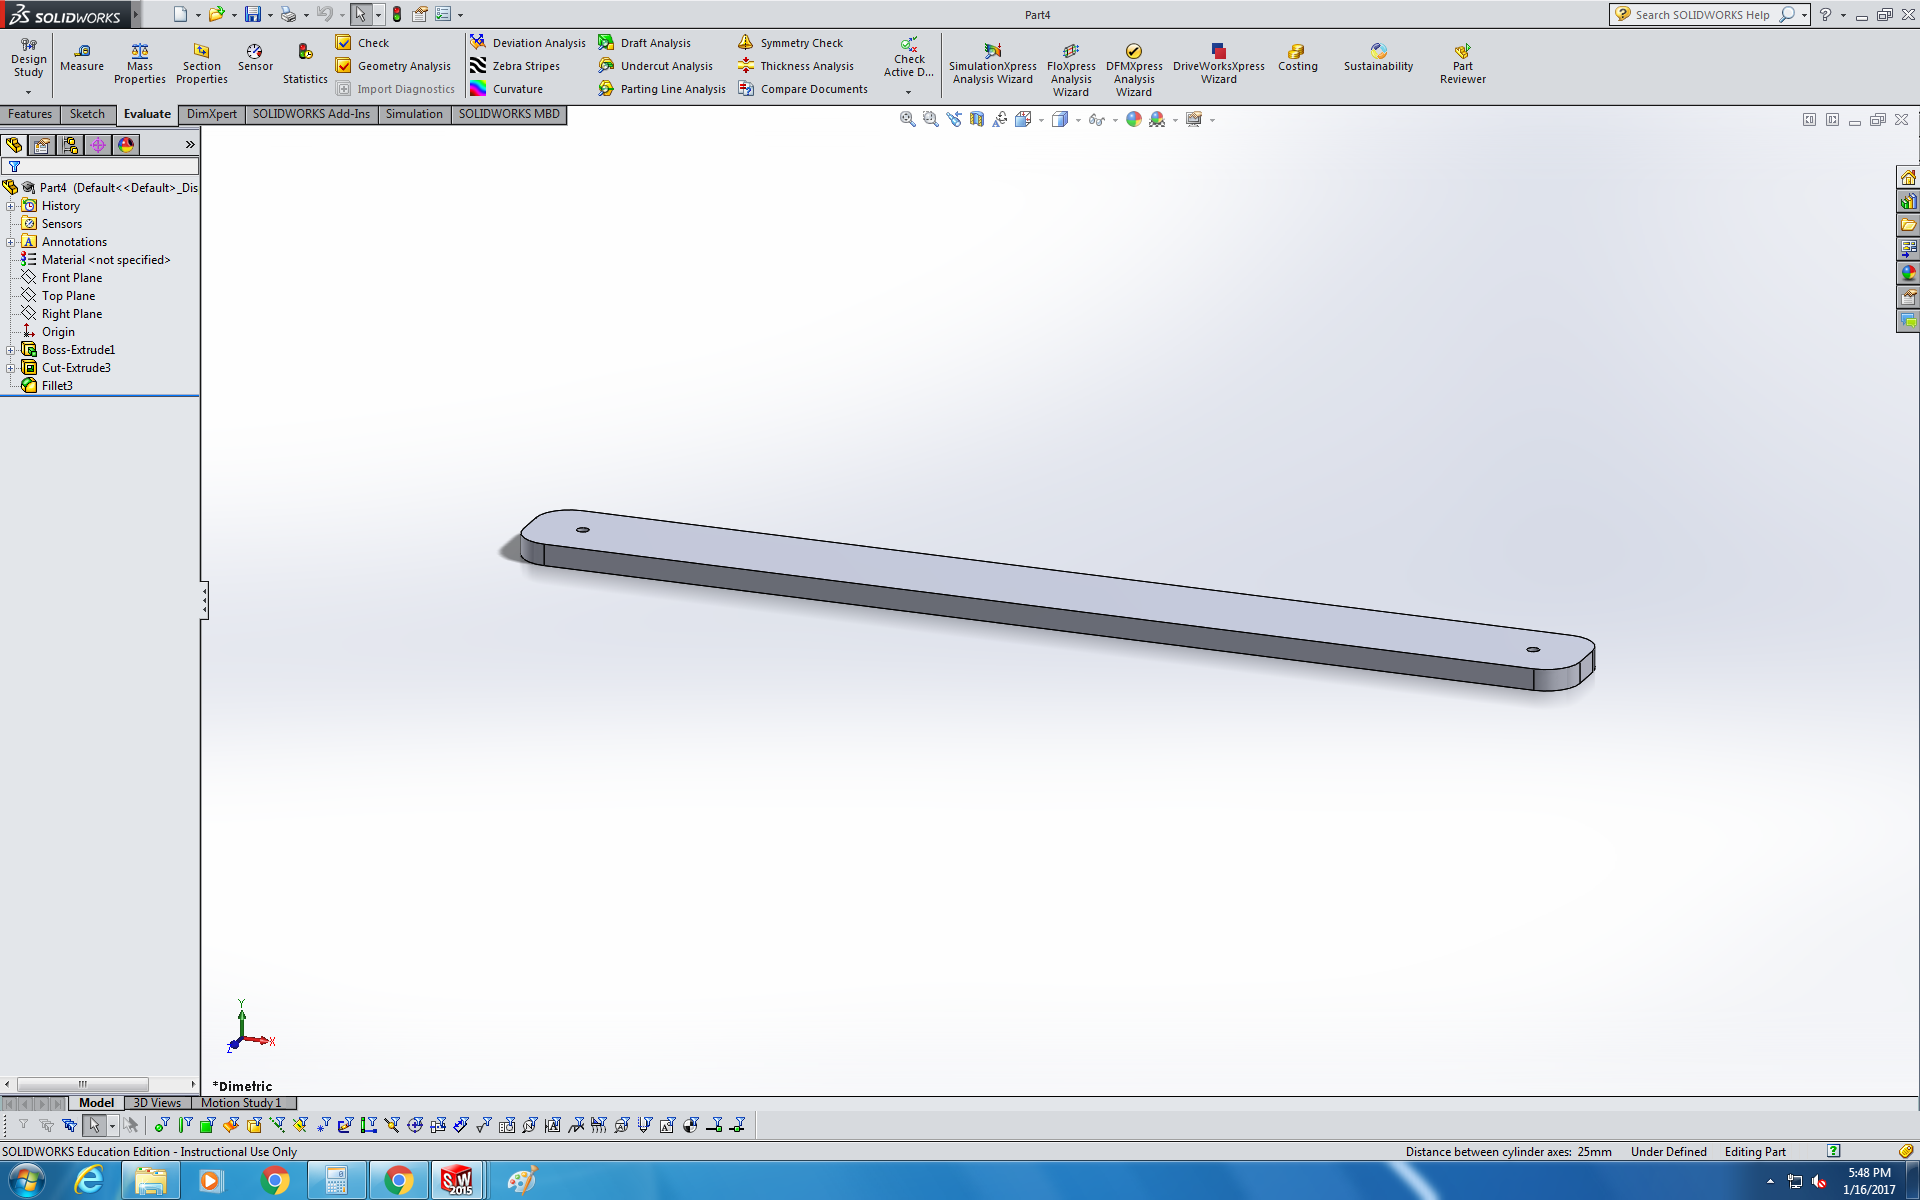 SOLIDWORKS
Part4
Search SOLIDWORKS Help
Design Study
Measure
Mass Properties
Section Properties
Sensor
Statistics
Check
Geometry Analysis
Import Diagnostics
Deviation Analysis
Zebra Stripes
Curvature
Draft Analysis
Undercut Analysis
Parting Line Analysis
Symmetry Check
Thickness Analysis
Compare Documents
Check Active D...
SimulationXpress Analysis Wizard
FloXpress Analysis Wizard
DFMXpress Analysis Wizard
DriveWorksXpress Wizard
Costing
Sustainability
Part Reviewer
Features Sketch Evaluate DimXpert SOLIDWORKS Add-Ins Simulation SOLIDWORKS MBD
Part4 (Default<<Default>_Dis
History
Sensors
Annotations
Material <not specified>
Front Plane
Top Plane
Right Plane
Origin
Boss-Extrude1
Cut-Extrude3
Fillet3
Y
X
Z
*Dimetric
Model 3D Views Motion Study 1
SOLIDWORKS Education Edition - Instructional Use Only
Distance between cylinder axes: 25mm Under Defined Editing Part
SW
2015
5:48 PM
1/16/2017